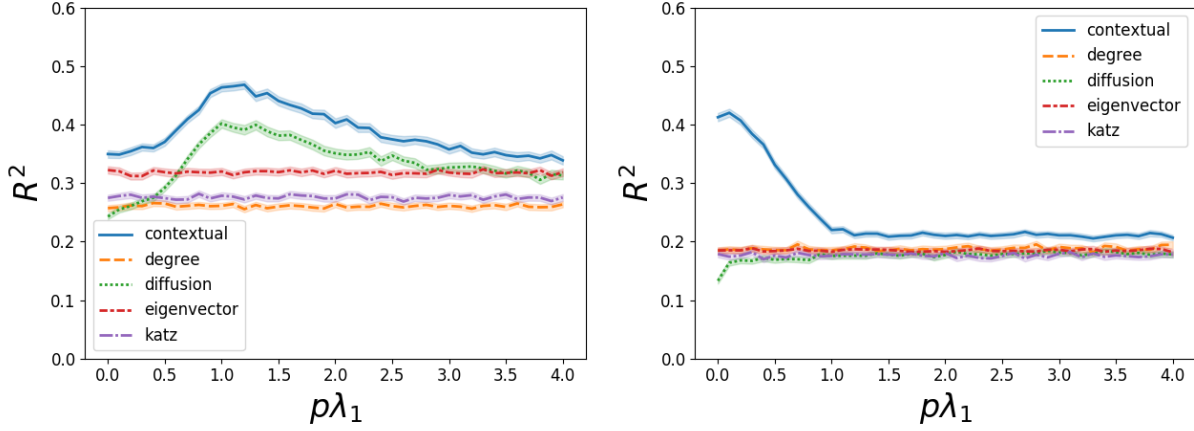 0.6
0.5
0.4
0.3
0.2
0.1
0.0
R²
contextual
degree
diffusion
eigenvector
katz
0.0 0.5 1.0 1.5 2.0 2.5 3.0 3.5 4.0
pλ₁
0.6
0.5
0.4
0.3
0.2
0.1
0.0
R²
contextual
degree
diffusion
eigenvector
katz
0.0 0.5 1.0 1.5 2.0 2.5 3.0 3.5 4.0
pλ₁